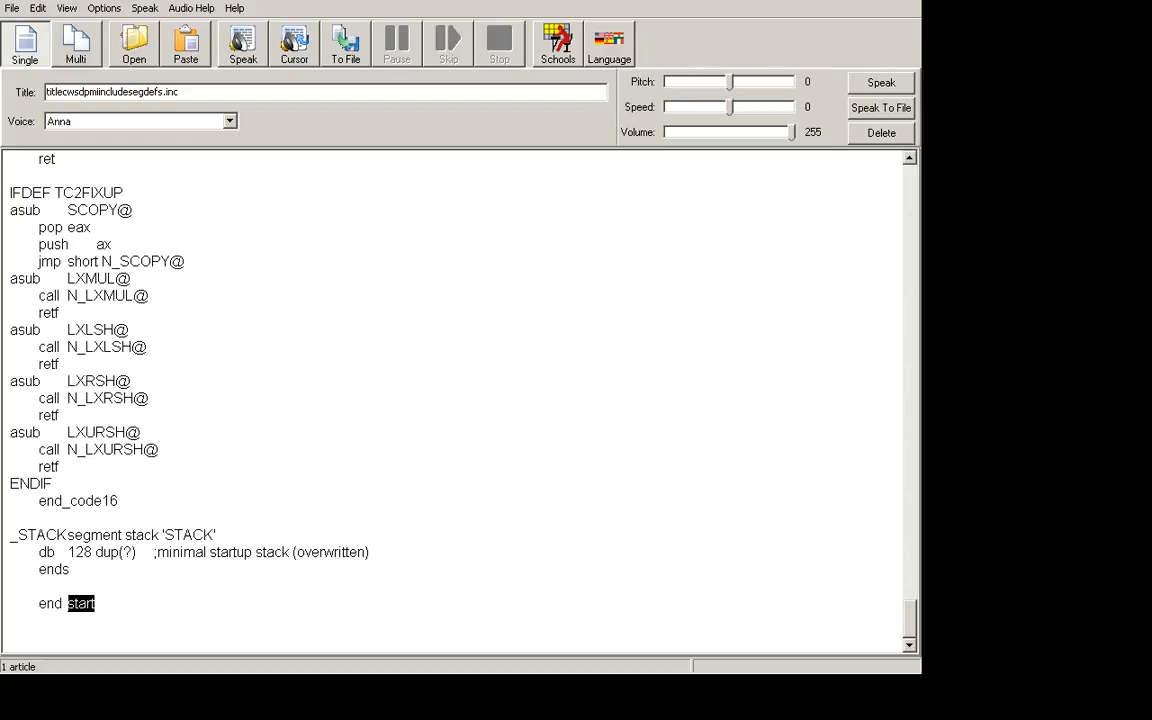 File Edit View Options Speak Audio Help Help
Single Multi Open Paste Speak Cursor To File Pause Skip Stop Schools Language
Title: titlecwsdpmiincludesegdefs.inc
Voice: Anna
Pitch: 0 Speak
Speed: 0 Speak To File
Volume: 255 Delete
ret
IFDEF TC2FIXUP
asub SCOPY@
pop eax
push ax
jmp short N_SCOPY@
asub LXMUL@
call N_LXMUL@
retf
asub LXLSH@
call N_LXLSH@
retf
asub LXRSH@
call N_LXRSH@
retf
asub LXURSH@
call N_LXURSH@
retf
ENDIF
end_code16
_STACK segment stack 'STACK'
db 128 dup(?) ;minimal startup stack (overwritten)
ends
end start
1 article